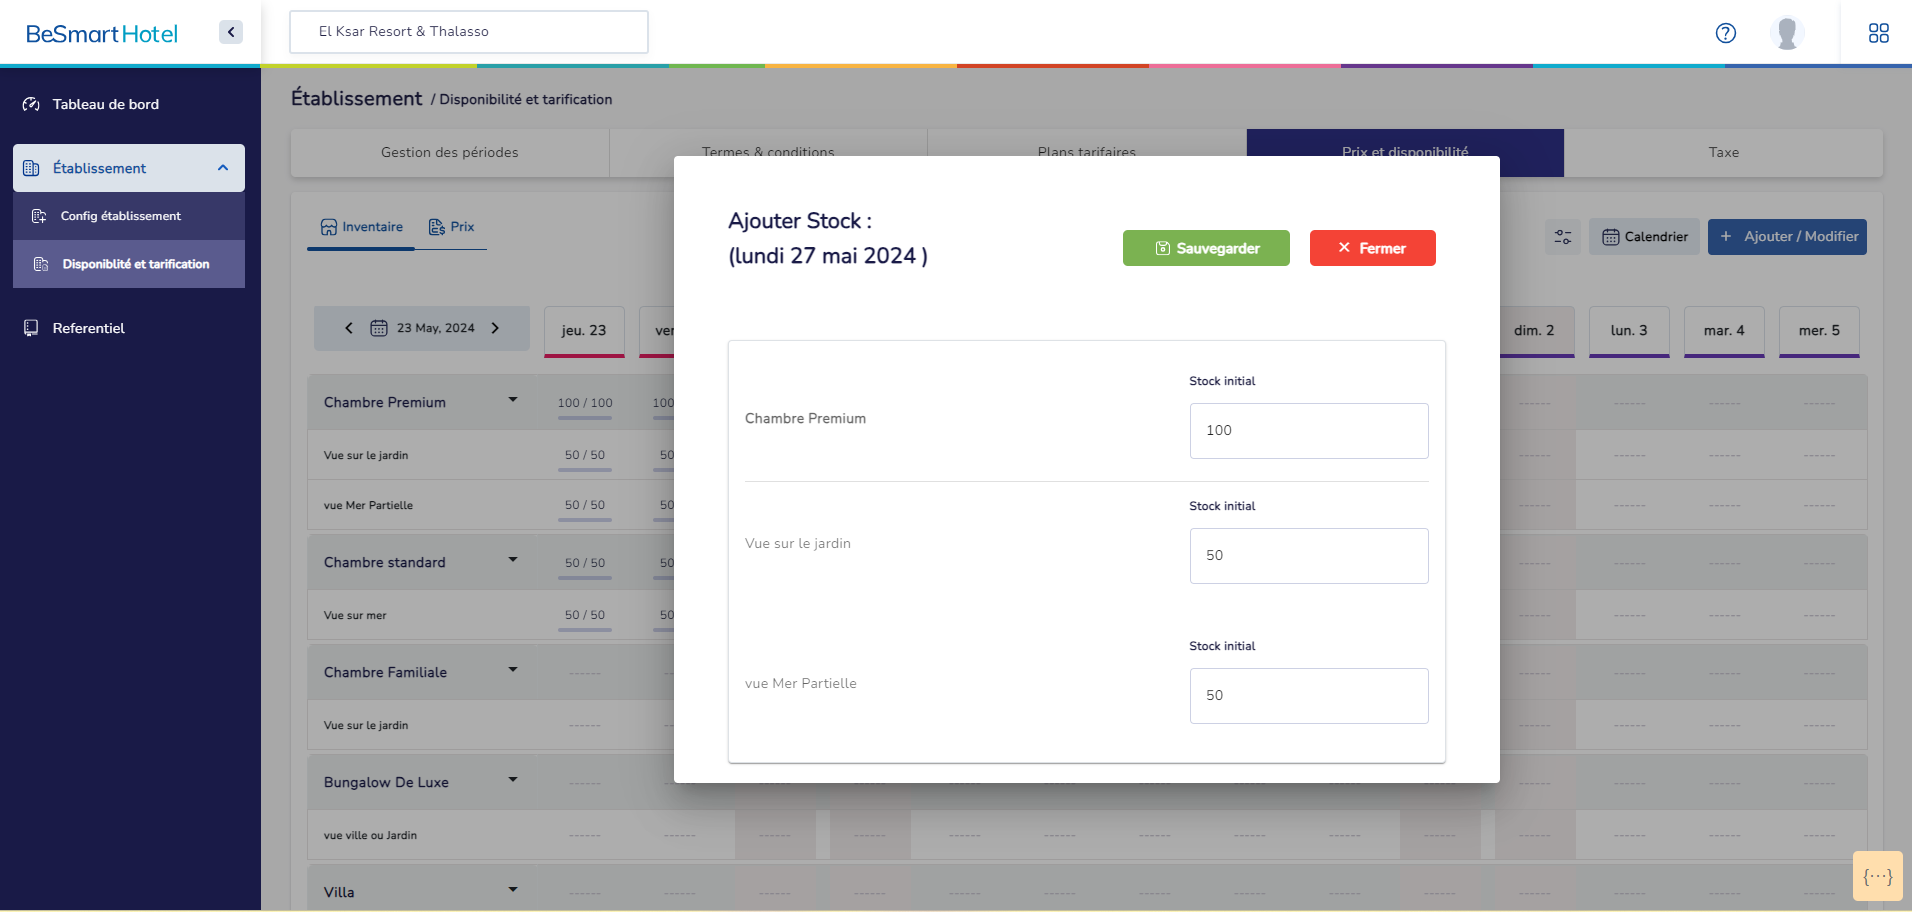 BeSmartHotel
El Ksar Resort & Thalasso
Tableau de bord
Établissement
Config établissement
Disponiblité et tarification
Referentiel
Établissement / Disponibilité et tarification
Gestion des périodes
Termes & conditions
Plans tarifaires
Prix et disponibilité
Taxe
Inventaire
Prix
Calendrier
+ Ajouter / Modifier
23 May, 2024
jeu. 23
dim. 2
lun. 3
mar. 4
mer. 5
Chambre Premium
100 / 100
100
------ ------ ------ ------
Vue sur le jardin
50 / 50
50
------ ------ ------ ------
vue Mer Partielle
50 / 50
50
------ ------ ------ ------
Chambre standard
50 / 50
50
------ ------ ------ ------
Vue sur mer
50 / 50
50
------ ------ ------ ------
Chambre Familiale
------ ------ ------ ------ ------
Vue sur le jardin
------ ------ ------ ------ ------
Bungalow De Luxe
------ ------ ------ ------ ------
vue ville ou Jardin
------ ------ ------ ------ ------ ------ ------ ------ ------ ------ ------ ------ ------ ------
Villa
------ ------ ------ ------ ------ ------ ------ ------ ------ ------ ------ ------ ------ ------
Ajouter Stock :
(lundi 27 mai 2024 )
Sauvegarder
Fermer
Stock initial
Chambre Premium
100
Stock initial
Vue sur le jardin
50
Stock initial
vue Mer Partielle
50
{···}